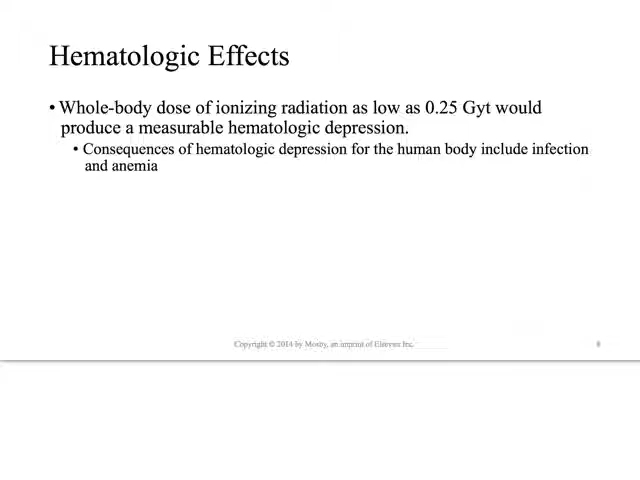 Hematologic Effects
• Whole-body dose of ionizing radiation as low as 0.25 Gyt would
produce a measurable hematologic depression.
• Consequences of hematologic depression for the human body include infection
and anemia
Copyright © 2014 by Mosby, an imprint of Elsevier Inc.
8